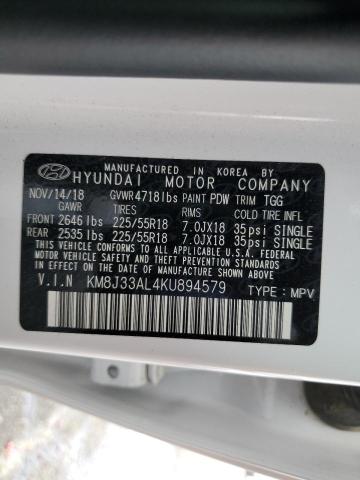 MANUFACTURED IN KOREA BY
HYUNDAI MOTOR COMPANY
NOV/14/18 GVWR4718lbs PAINT PDW TRIM TGG
GAWR TIRES RIMS COLD TIRE INFL
FRONT 2646 lbs 225/55R18 7.0JX18 35psi SINGLE
REAR 2535 lbs 225/55R18 7.0JX18 35psi SINGLE
THIS VEHICLE CONFORMS TO ALL APPLICABLE U.S.A. FEDERAL
MOTOR VEHICLE SAFETY AND THEFT PREVENTION STANDARDS
IN EFFECT ON THE DATE OF MANUFACTURE SHOWN ABOVE.
V.I.N KM8J33AL4KU894579 TYPE : MPV